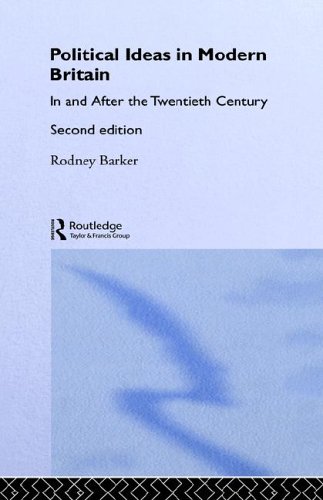 Political Ideas in Modern
Britain
In and After the Twentieth Century
Second edition
Rodney Barker
Routledge
Taylor & Francis Group